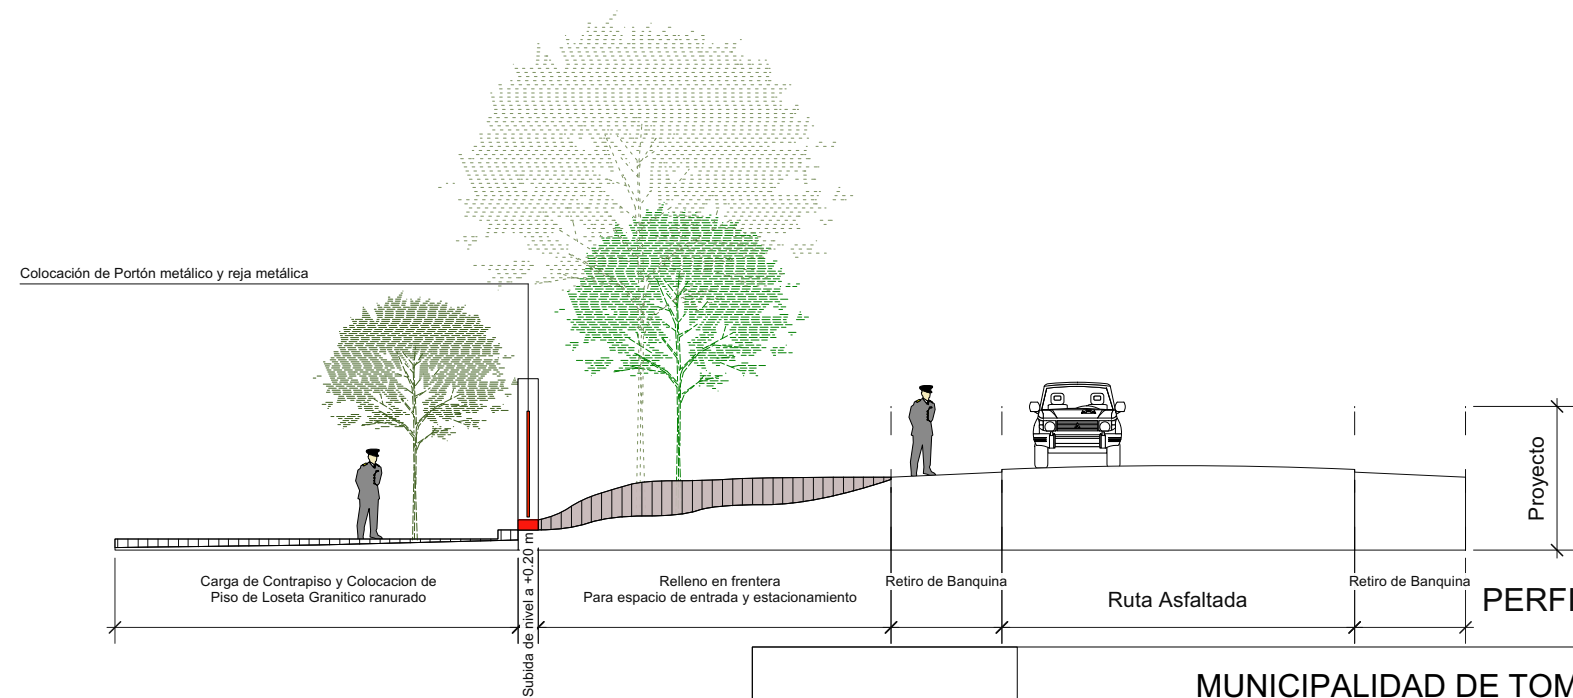 Colocación de Portón metálico y reja metálica
Proyecto
Subida de nivel a +0.20 m
Carga de Contrapiso y Colocacion de
Piso de Loseta Granitico ranurado
Relleno en frentera
Para espacio de entrada y estacionamiento
Retiro de Banquina
Ruta Asfaltada
Retiro de Banquina
MUNICIPALIDAD DE